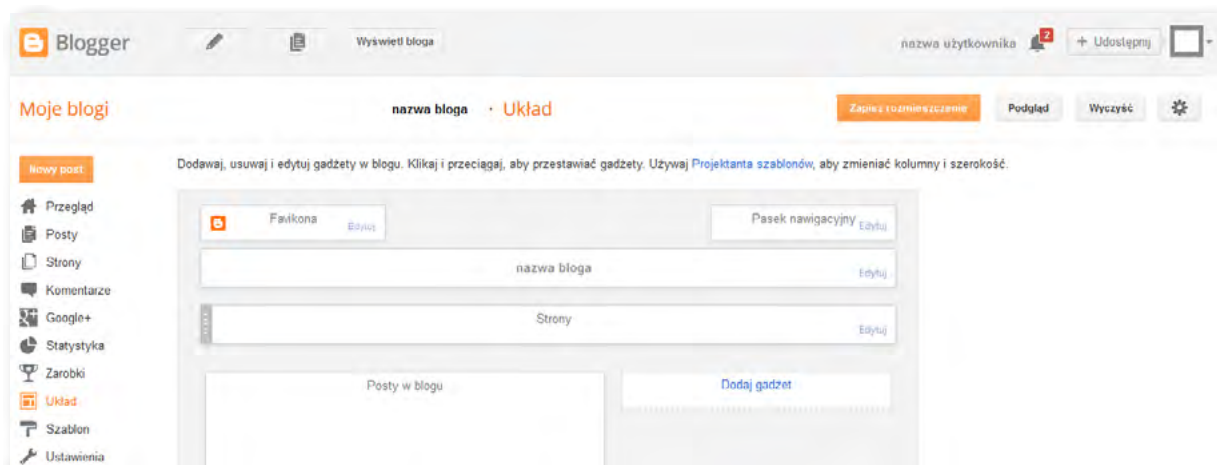 Blogger Wyświetl bloga nazwa użytkownika 2 + Udostępnij
Moje blogi nazwa bloga · Układ Zapisz rozmieszczenie Podgląd Wyczyść
Nowy post
Dodawaj, usuwaj i edytuj gadżety w blogu. Klikaj i przeciągaj, aby przestawiać gadżety. Używaj Projektanta szablonów, aby zmieniać kolumny i szerokość.
Przegląd
Posty
Strony
Komentarze
Google+
Statystyka
Zarobki
Układ
Szablon
Ustawienia
Favikona Edytuj
Pasek nawigacyjny Edytuj
nazwa bloga Edytuj
Strony Edytuj
Posty w blogu
Dodaj gadżet